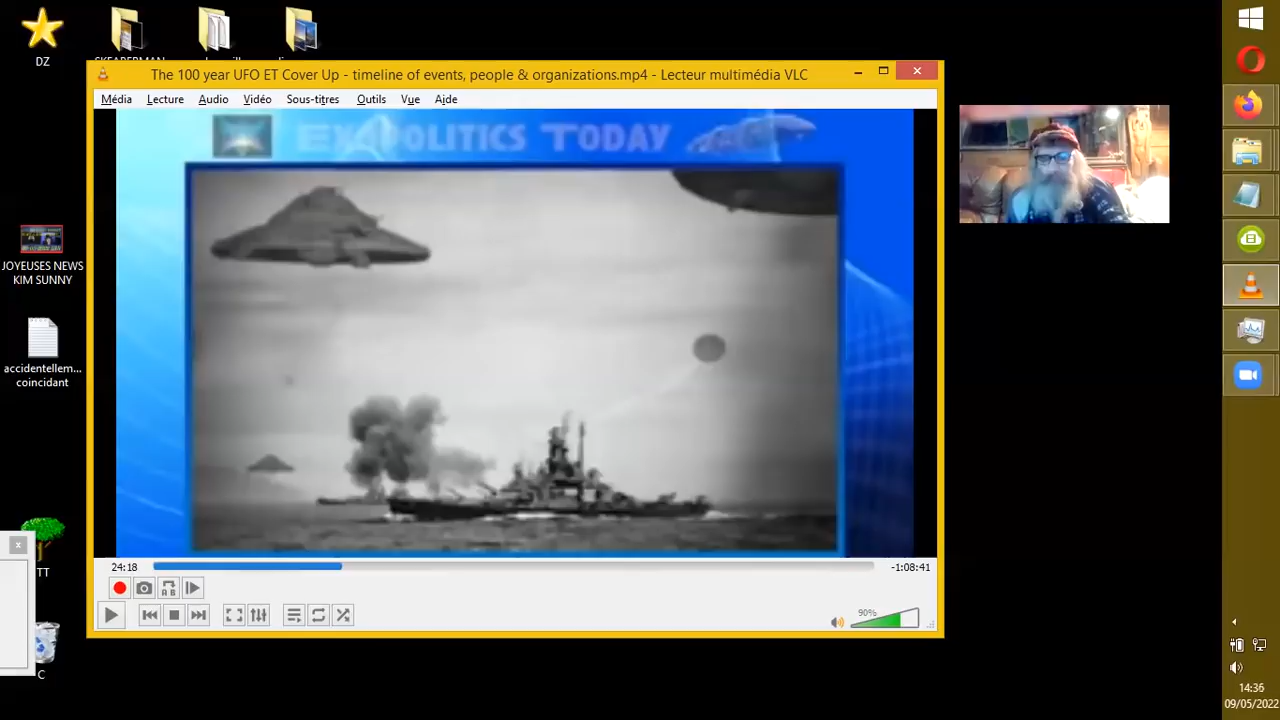 DZ
The 100 year UFO ET Cover Up - timeline of events, people & organizations.mp4 - Lecteur multimédia VLC
Média Lecture Audio Vidéo Sous-titres Outils Vue Aide
EXOPOLITICS TODAY
JOYEUSES NEWS
KIM SUNNY
accidentellem...
coincidant
x
TT
C
24:18
-1:08:41
A B
90%
14:36
09/05/2022